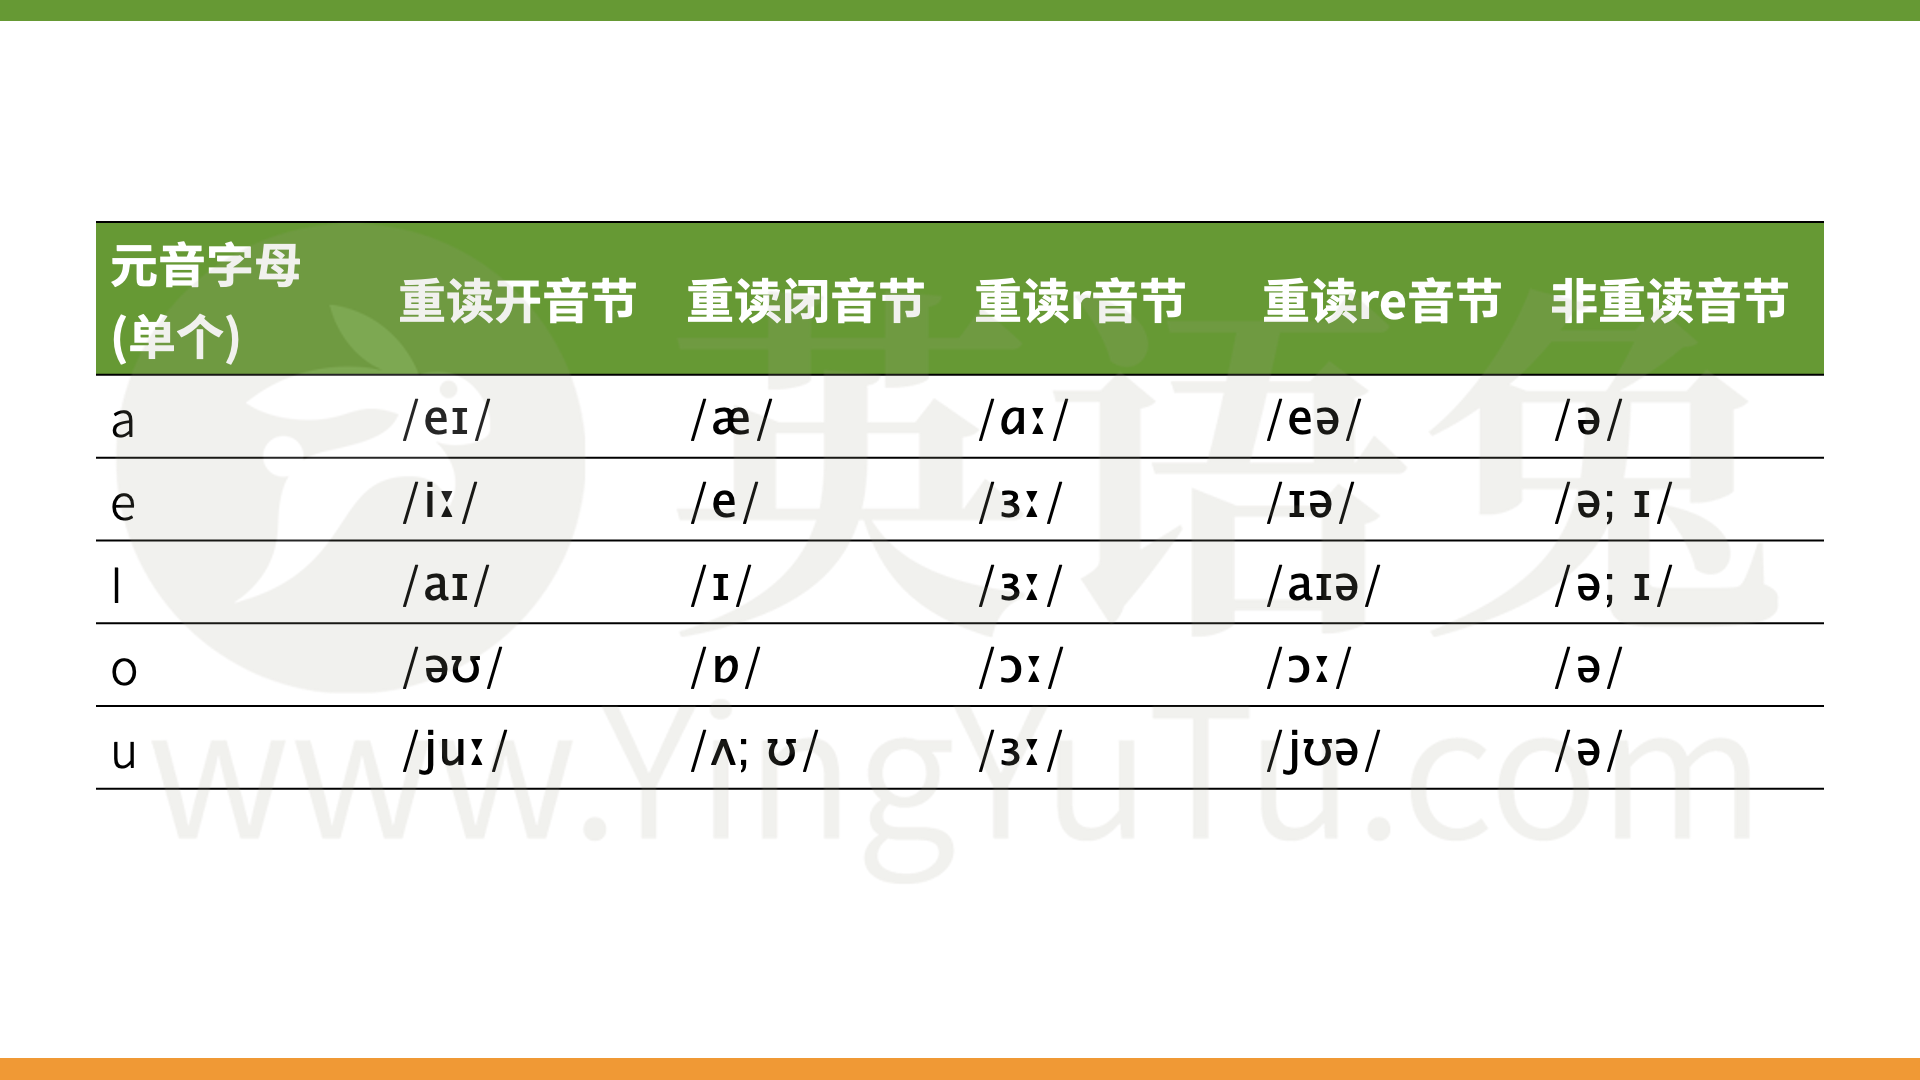 元音字母
(单个)
重读开音节 重读闭音节 重读r音节 重读re音节 非重读音节
a /eɪ/ /æ/ /ɑː/ /eə/ /ə/
e /iː/ /e/ /ɜː/ /ɪə/ /ə; ɪ/
I /aɪ/ /ɪ/ /ɜː/ /aɪə/ /ə; ɪ/
o /əʊ/ /ɒ/ /ɔː/ /ɔː/ /ə/
u /juː/ /ʌ; ʊ/ /ɜː/ /jʊə/ /ə/
英语兔
www.YingYuTu.com